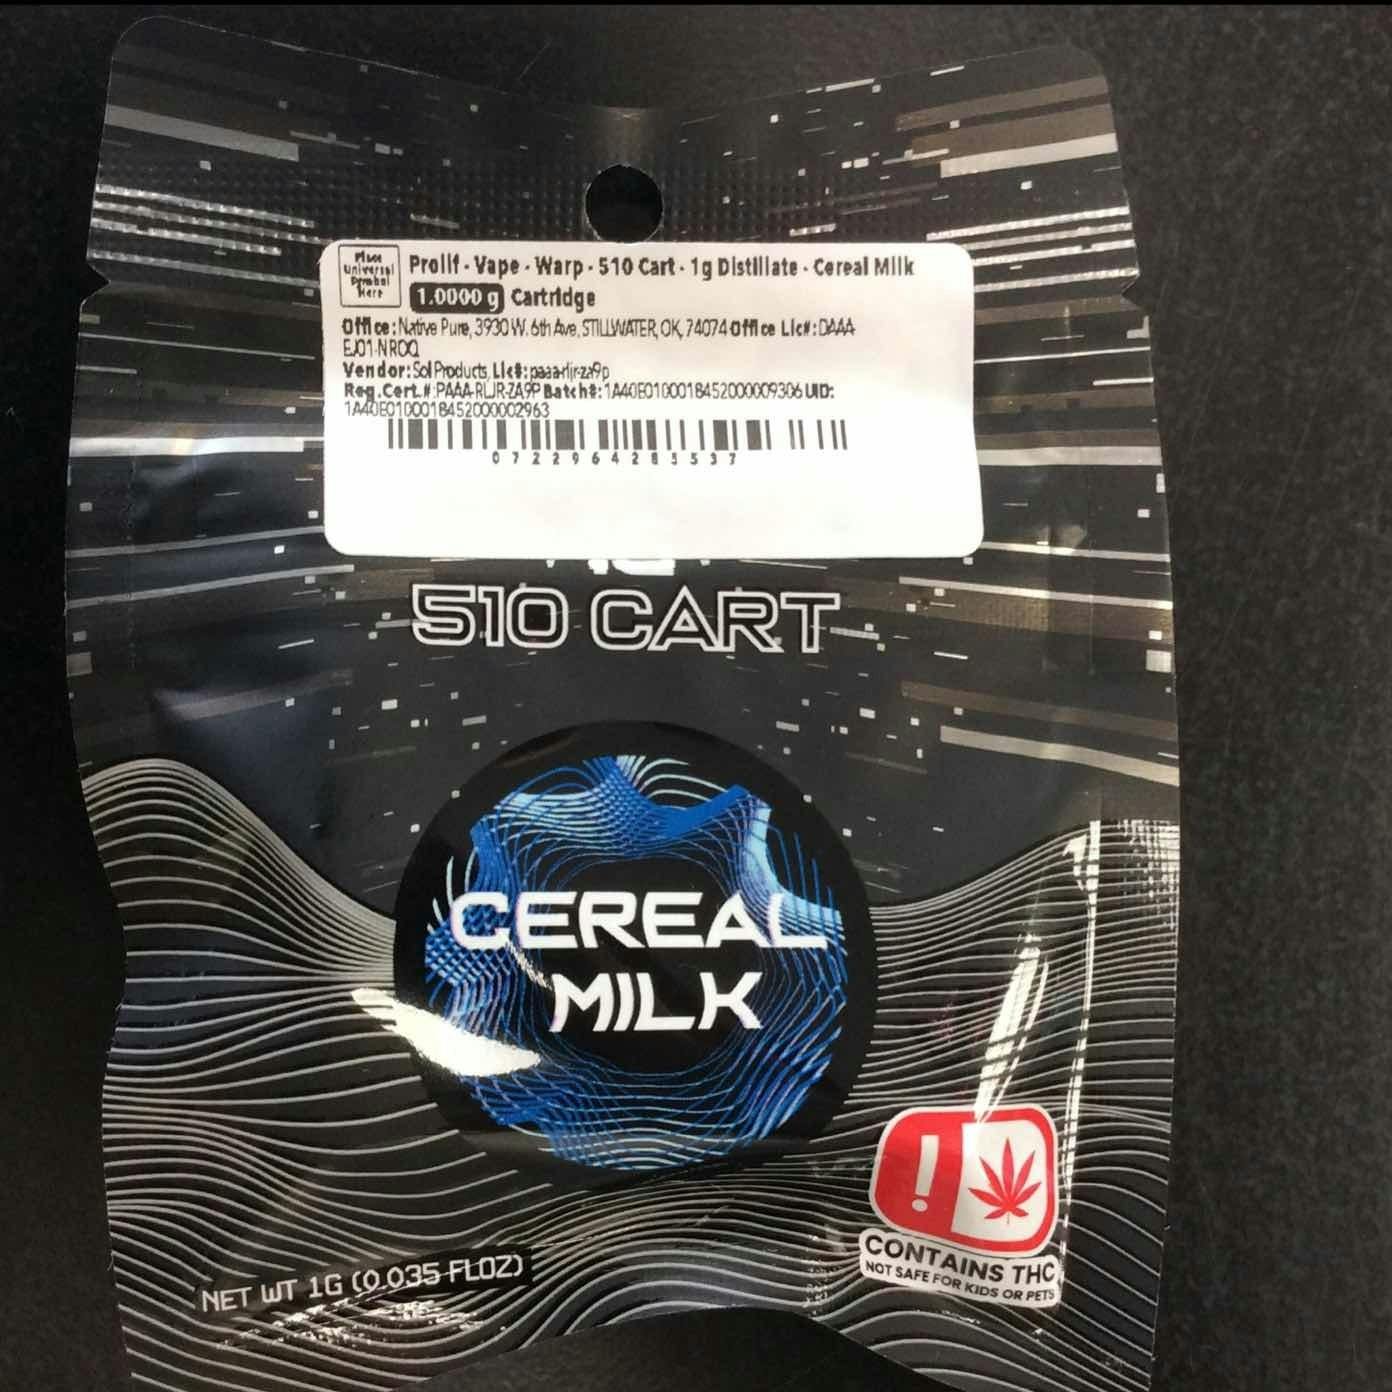 Place
Universal
Symbol
Here
Prolif - Vape - Warp - 510 Cart - 1g Distillate - Cereal Milk
1.0000 g Cartridge
Office: Native Pure, 3930 W. 6th Ave, STILLWATER, OK, 74074 Office Lic#: DAAA-
EJ01-NROQ
Vendor: Sol Products, Lic#: paaa-rljr-za9p
Reg.Cert.#: PAAA-RLJR-ZA9P Batch#: 1A40E0100018452000009306 UID:
1A40E0100018452000002963
510 CART
CEREAL
MILK
!
CONTAINS THC
NOT SAFE FOR KIDS OR PETS
NET WT 1G (0.035 FLOZ)